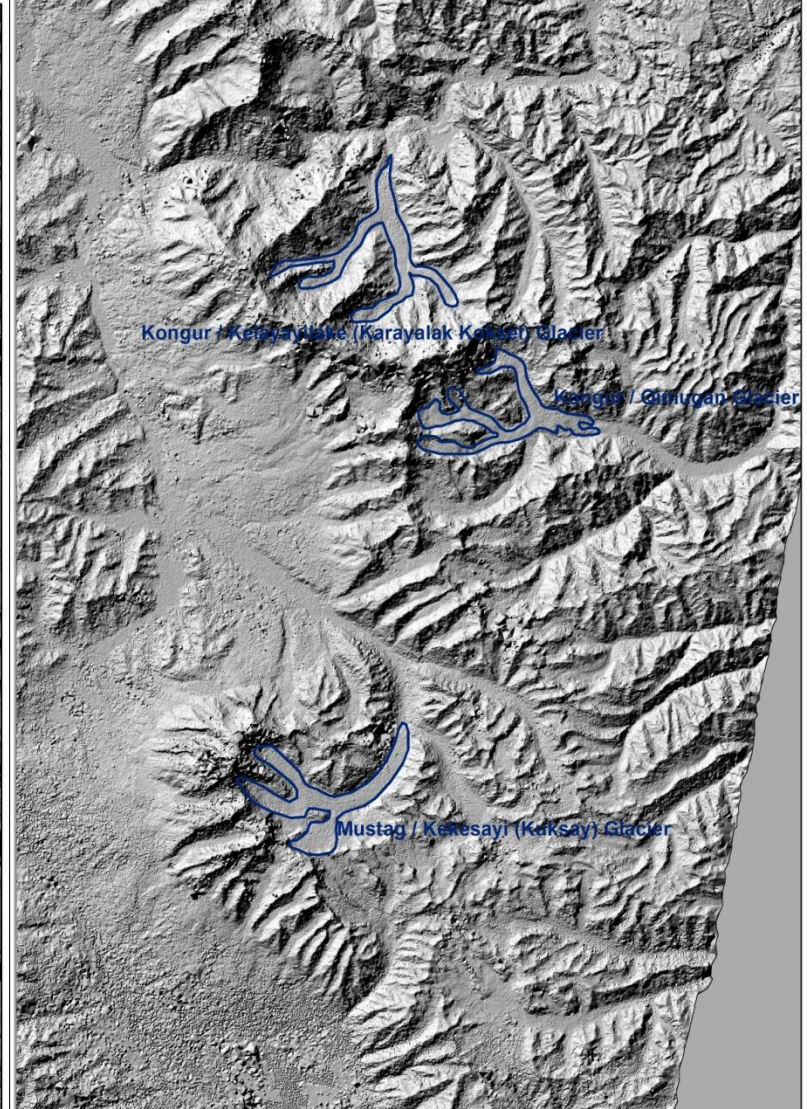 Kongur / Kelayayilake (Karayalak Koksel) Glacier
Kongur / Qimugan Glacier
Mustag / Kekesayi (Kuksay) Glacier